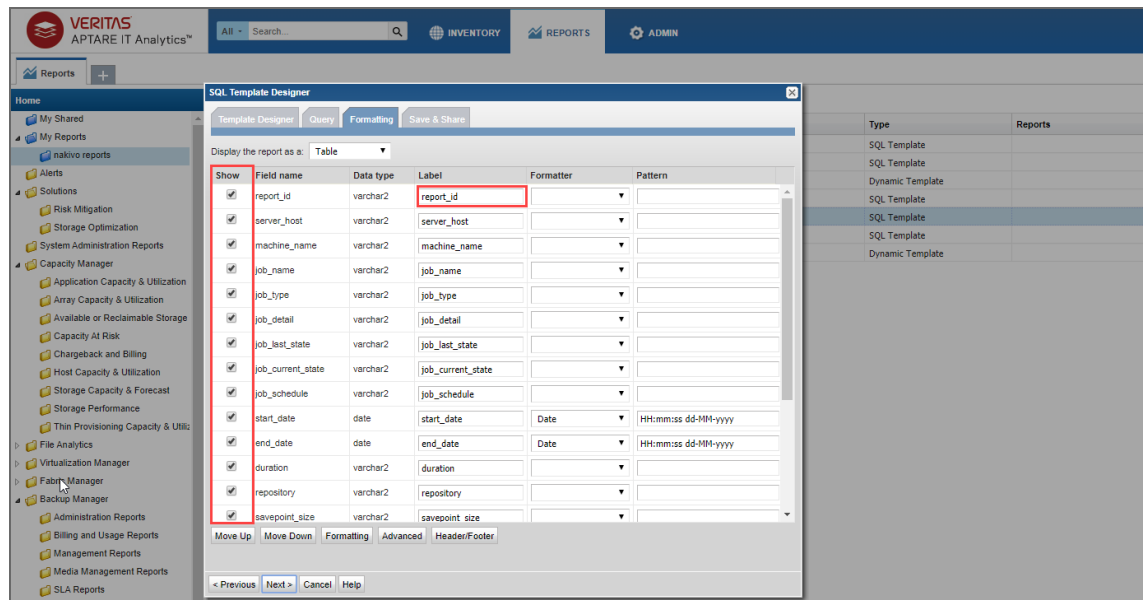 VERITAS
APTARE IT Analytics™
All Search...
INVENTORY
REPORTS
ADMIN
Reports
Home
My Shared
My Reports
nakivo reports
Alerts
Solutions
Risk Mitigation
Storage Optimization
System Administration Reports
Capacity Manager
Application Capacity & Utilization
Array Capacity & Utilization
Available or Reclaimable Storage
Capacity At Risk
Chargeback and Billing
Host Capacity & Utilization
Storage Capacity & Forecast
Storage Performance
Thin Provisioning Capacity & Utiliz
File Analytics
Virtualization Manager
Fabric Manager
Backup Manager
Administration Reports
Billing and Usage Reports
Management Reports
Media Management Reports
SLA Reports
SQL Template Designer
Template Designer Query Formatting Save & Share
Display the report as a: Table
Show Field name Data type Label Formatter Pattern
report_id varchar2 report_id
server_host varchar2 server_host
machine_name varchar2 machine_name
job_name varchar2 job_name
job_type varchar2 job_type
job_detail varchar2 job_detail
job_last_state varchar2 job_last_state
job_current_state varchar2 job_current_state
job_schedule varchar2 job_schedule
start_date date start_date Date HH:mm:ss dd-MM-yyyy
end_date date end_date Date HH:mm:ss dd-MM-yyyy
duration varchar2 duration
repository varchar2 repository
savepoint_size varchar2 savepoint_size
Move Up Move Down Formatting Advanced Header/Footer
< Previous Next > Cancel Help
Type Reports
SQL Template
SQL Template
Dynamic Template
SQL Template
SQL Template
SQL Template
Dynamic Template